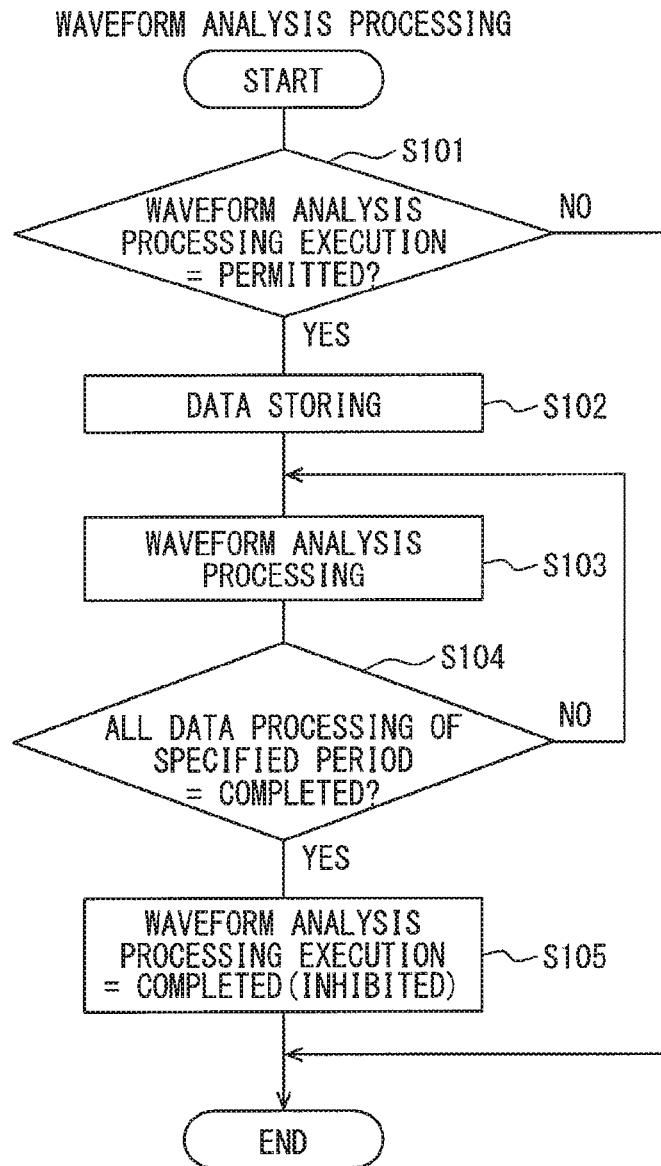 WAVEFORM ANALYSIS PROCESSING
START
S101
WAVEFORM ANALYSIS
PROCESSING EXECUTION
= PERMITTED?
NO
YES
DATA STORING
S102
WAVEFORM ANALYSIS
PROCESSING
S103
S104
ALL DATA PROCESSING OF
SPECIFIED PERIOD
= COMPLETED?
NO
YES
WAVEFORM ANALYSIS
PROCESSING EXECUTION
= COMPLETED(INHIBITED)
S105
END